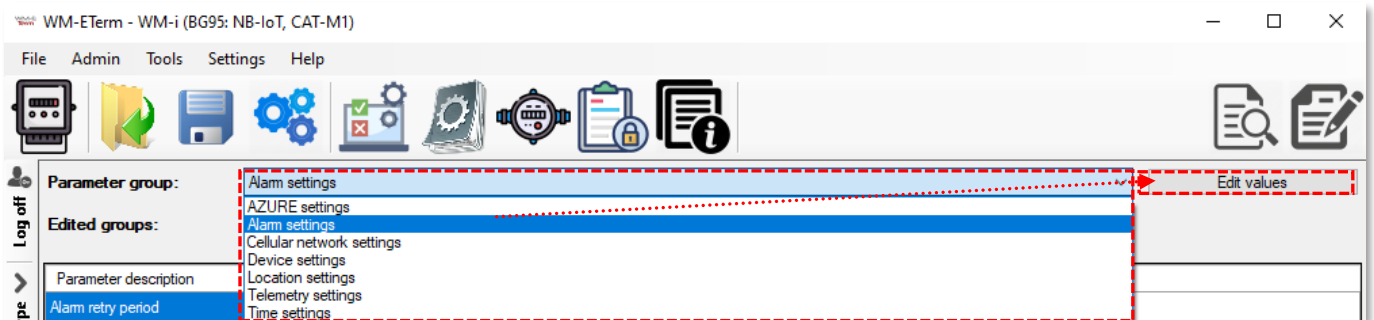 WM-ETerm - WM-i (BG95: NB-IoT, CAT-M1)
File Admin Tools Settings Help
Parameter group: Alarm settings Edit values
AZURE settings
Edited groups: Alarm settings
Cellular network settings
Device settings
Location settings
Telemetry settings
Time settings
Parameter description
Alarm retry period
Log off